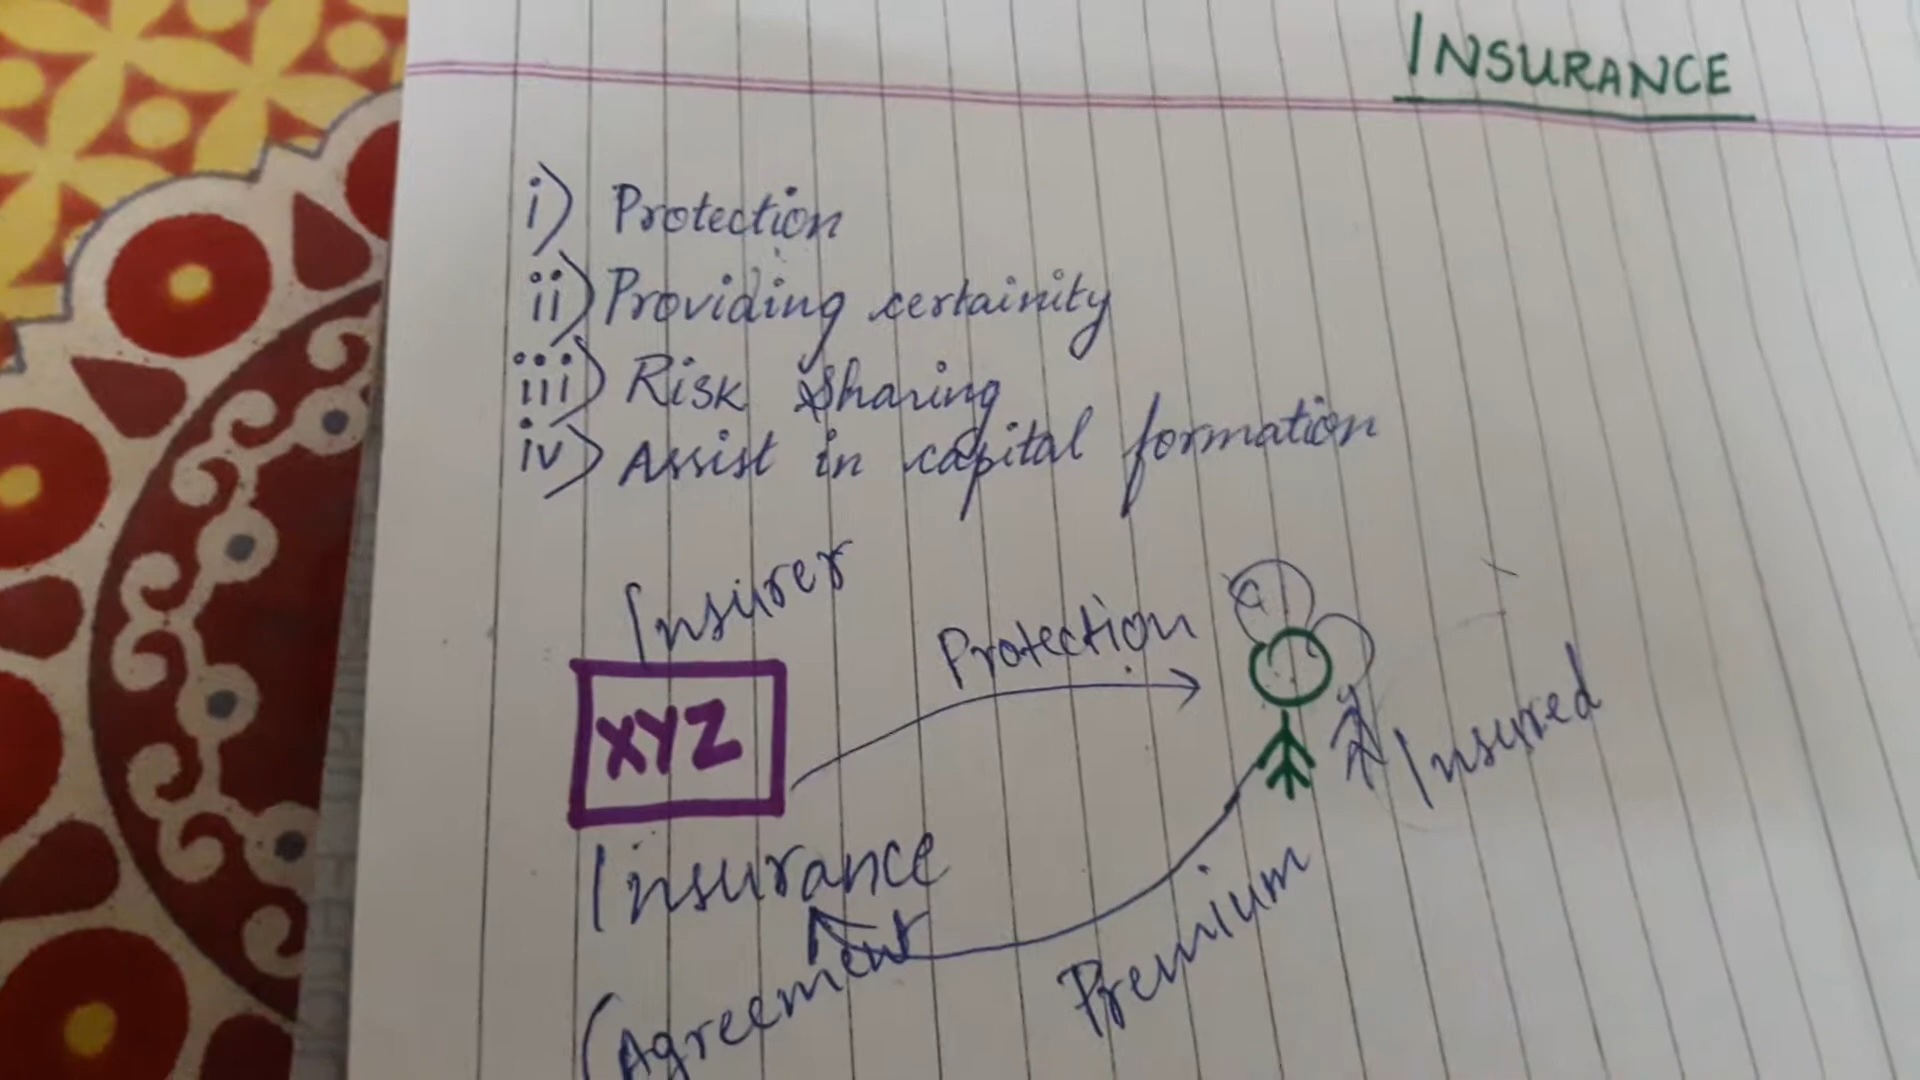 INSURANCE
i) Protection
ii) Providing certainity
iii) Risk Sharing
iv) Assist in capital formation
Insurer
Protection
XYZ
Insured
Insurance
Premium
(Agreement